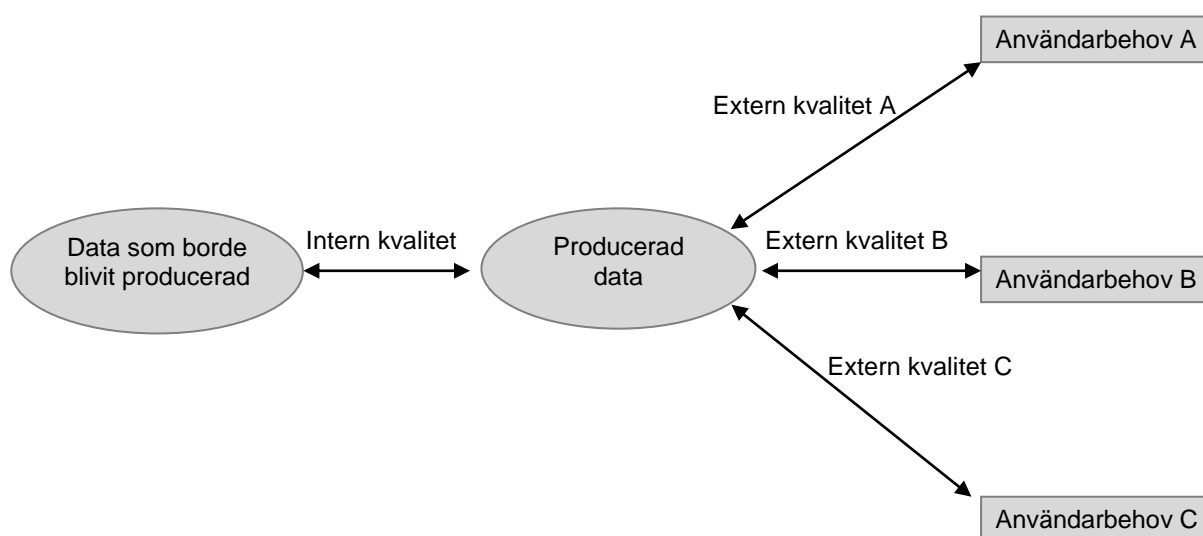 Användarbehov A
Extern kvalitet A
Data som borde
blivit producerad
Intern kvalitet
Producerad
data
Extern kvalitet B
Användarbehov B
Extern kvalitet C
Användarbehov C